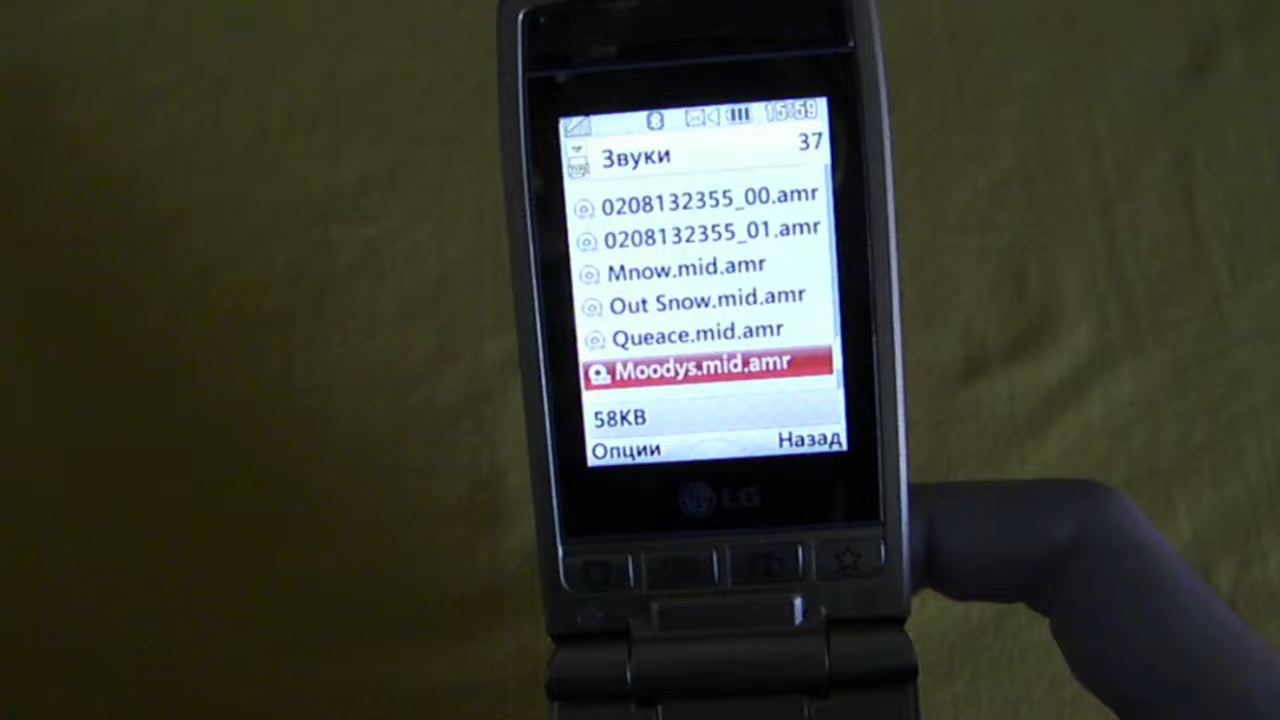 15:59
Звуки 37
0208132355_00.amr
0208132355_01.amr
Mnow.mid.amr
Out Snow.mid.amr
Queace.mid.amr
Moodys.mid.amr
58KB
Опции Назад
LG